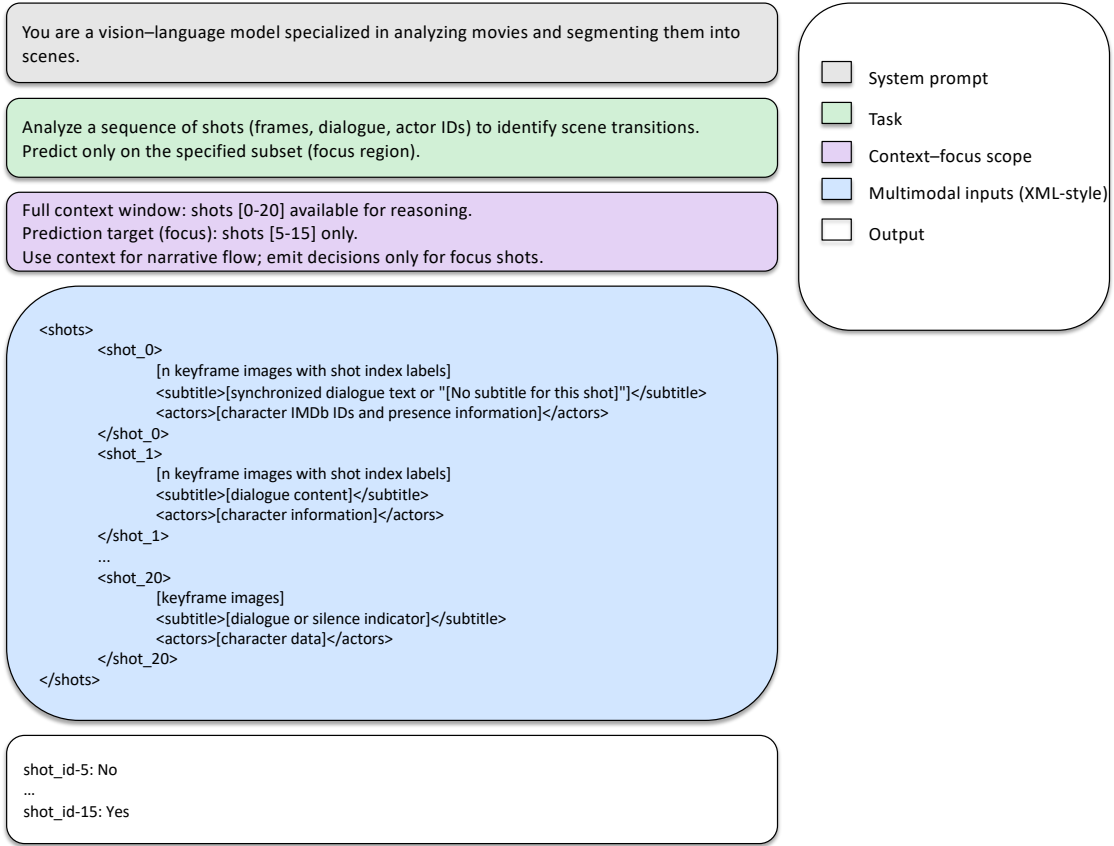 You are a vision–language model specialized in analyzing movies and segmenting them into
scenes.
Analyze a sequence of shots (frames, dialogue, actor IDs) to identify scene transitions.
Predict only on the specified subset (focus region).
Full context window: shots [0-20] available for reasoning.
Prediction target (focus): shots [5-15] only.
Use context for narrative flow; emit decisions only for focus shots.
<shots>
<shot_0>
[n keyframe images with shot index labels]
<subtitle>[synchronized dialogue text or "[No subtitle for this shot]"]</subtitle>
<actors>[character IMDb IDs and presence information]</actors>
</shot_0>
<shot_1>
[n keyframe images with shot index labels]
<subtitle>[dialogue content]</subtitle>
<actors>[character information]</actors>
</shot_1>
...
<shot_20>
[keyframe images]
<subtitle>[dialogue or silence indicator]</subtitle>
<actors>[character data]</actors>
</shot_20>
</shots>
shot_id-5: No
...
shot_id-15: Yes
System prompt
Task
Context–focus scope
Multimodal inputs (XML-style)
Output